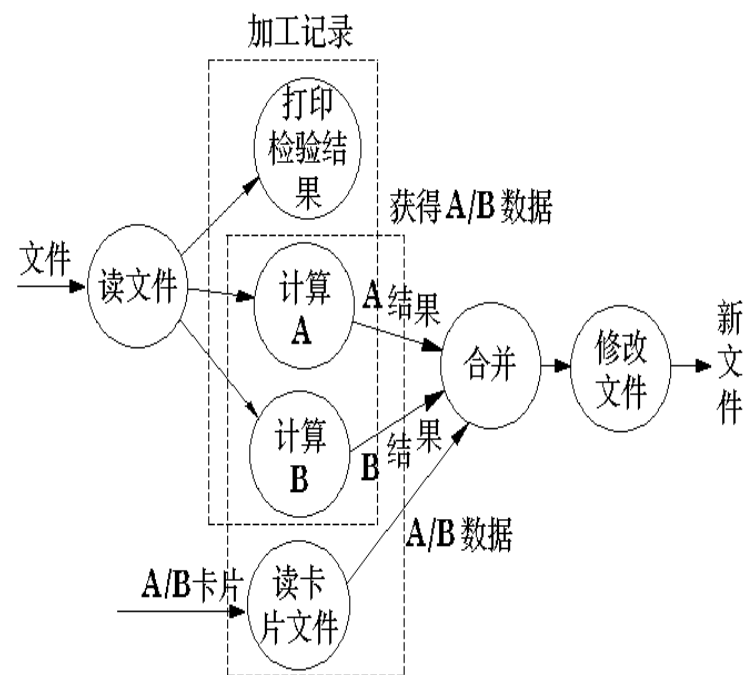 加工记录
打印
检验结
果
获得A/B数据
文件
读文件
计算
A
A结果
合并
修改
文件
新
文
件
计算
B
B结果
A/B数据
A/B卡片
读卡
片文件